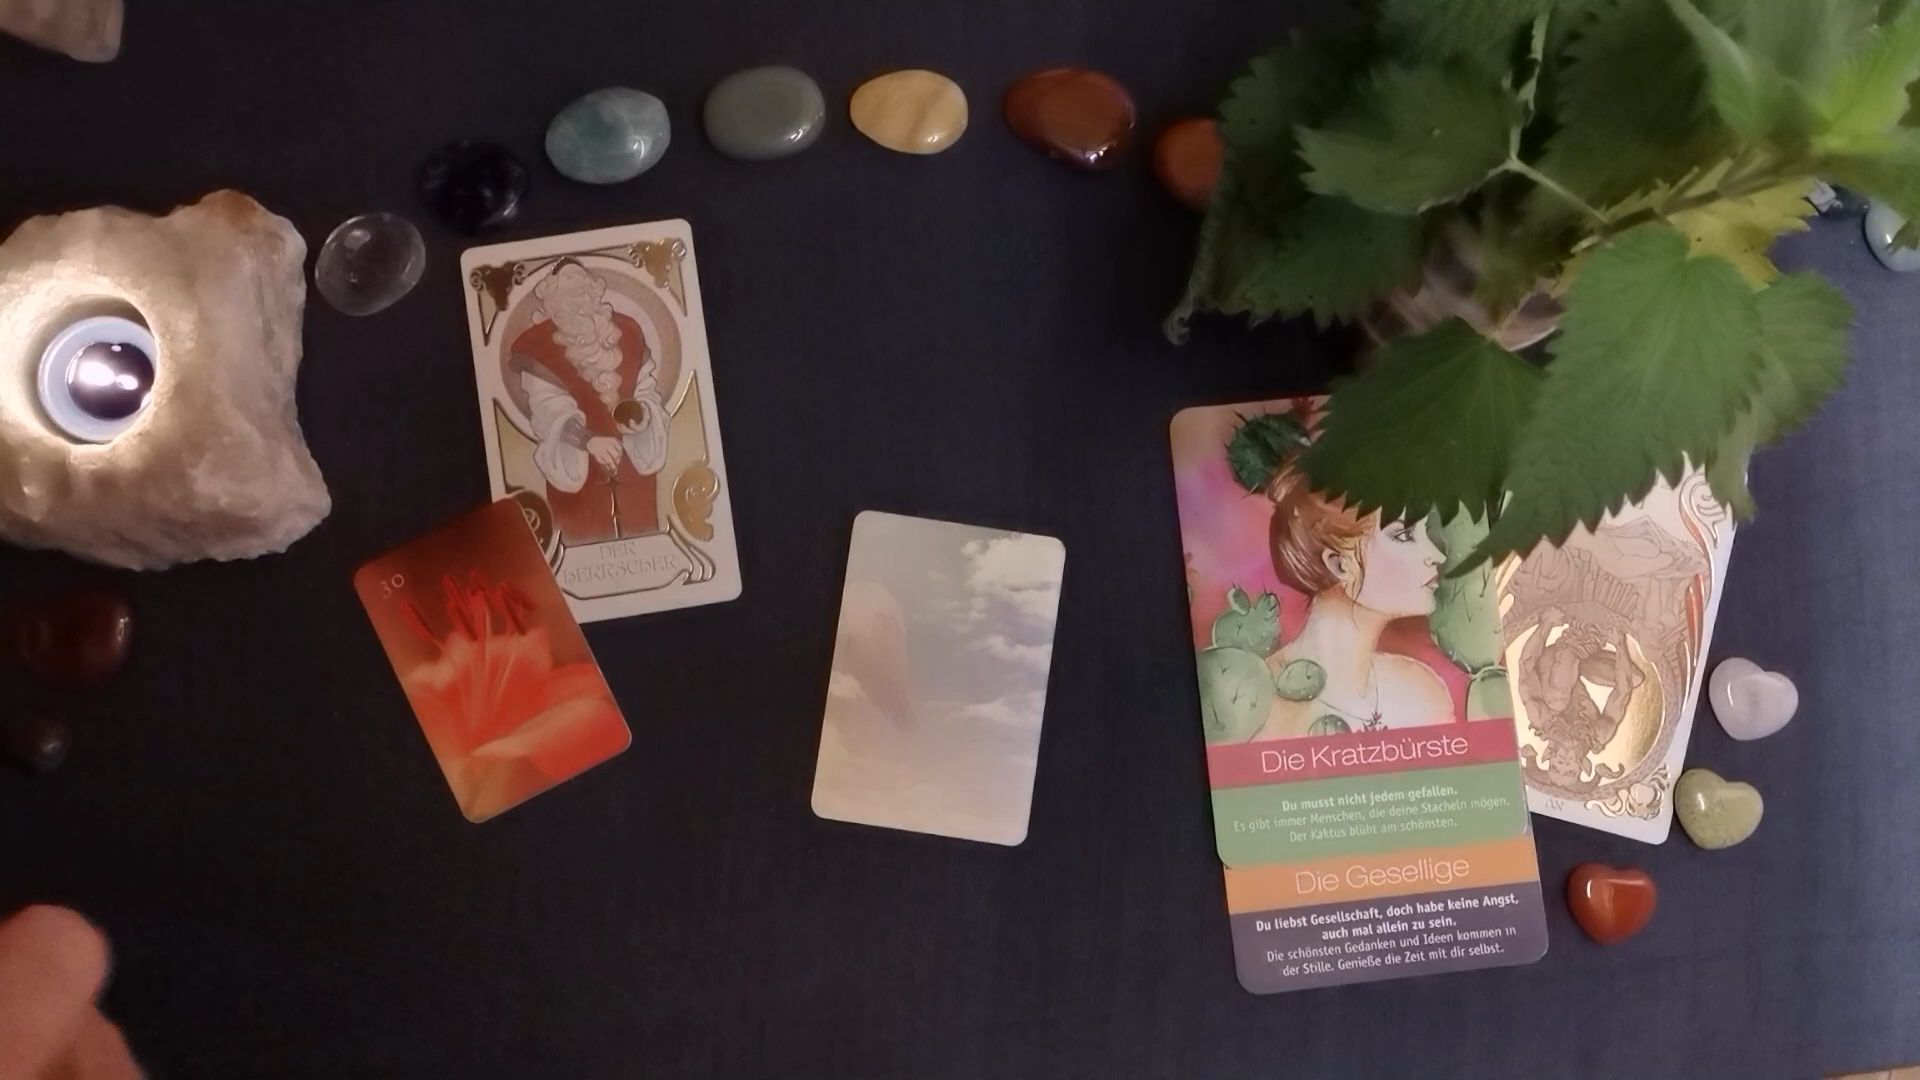 DER
HERRSCHER
30
Die Kratzbürste
Du musst nicht jedem gefallen.
Es gibt immer Menschen, die deine Stacheln mögen.
Der Kaktus blüht am schönsten.
Die Gesellige
Du liebst Gesellschaft, doch habe keine Angst,
auch mal allein zu sein.
Die schönsten Gedanken und Ideen kommen in
der Stille. Genieße die Zeit mit dir selbst.